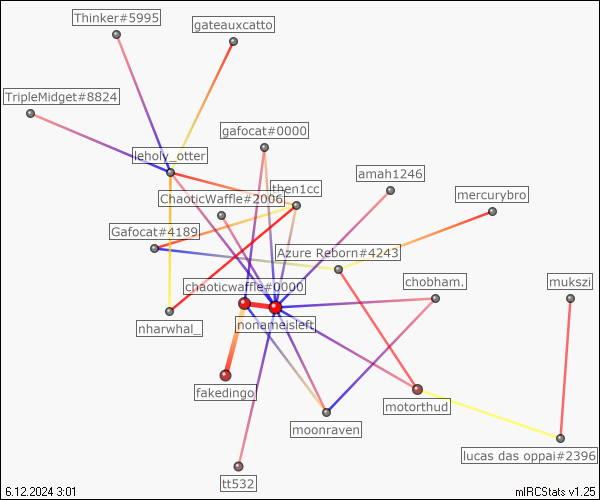 Thinker#5995
gateauxcatto
TripleMidget#8824
gafocat#0000
leholy_otter
amah1246
then1cc
mercurybro
ChaoticWaffle#2006
Gafocat#4189
Azure Reborn#4243
chobham.
mukszi
chaoticwaffle#0000
nonameisleft
nharwhal_
fakedingo
motorthud
moonraven
lucas das oppai#2396
tt532
6.12.2024 3:01
mIRCStats v1.25